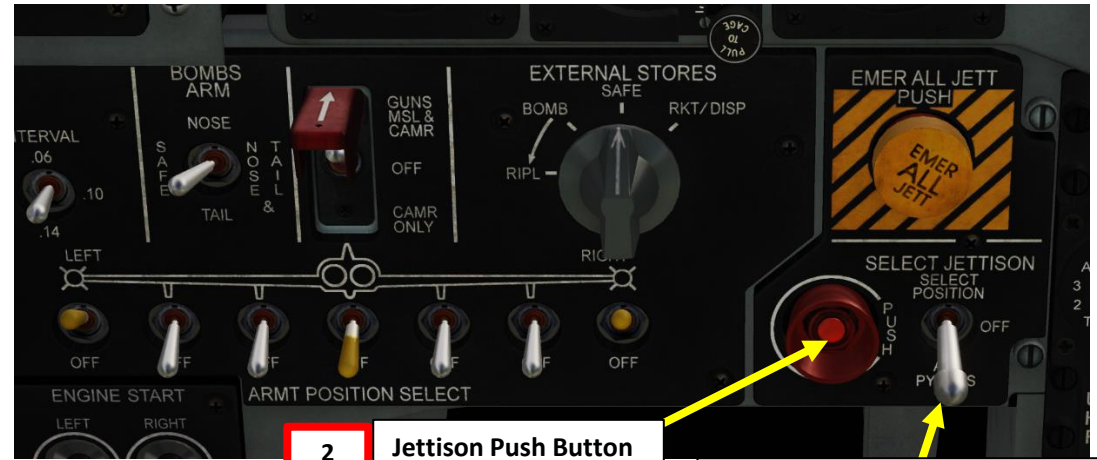 PULL
TO
CAGE
BOMBS
ARM
NTERVAL
.06
.10
.14
NOSE
SAFE
NOSE &
TAIL
TAIL
GUNS
MSL &
CAMR
OFF
CAMR
ONLY
EXTERNAL STORES
SAFE
BOMB
RKT/DISP
RIPL
EMER ALL JETT
PUSH
EMER
ALL
JETT
LEFT
OFF
OFF
ARMT POSITION SELECT
SELECT JETTISON
SELECT
POSITION
PUSH
OFF
ENGINE START
LEFT
RIGHT
2
Jettison Push Button